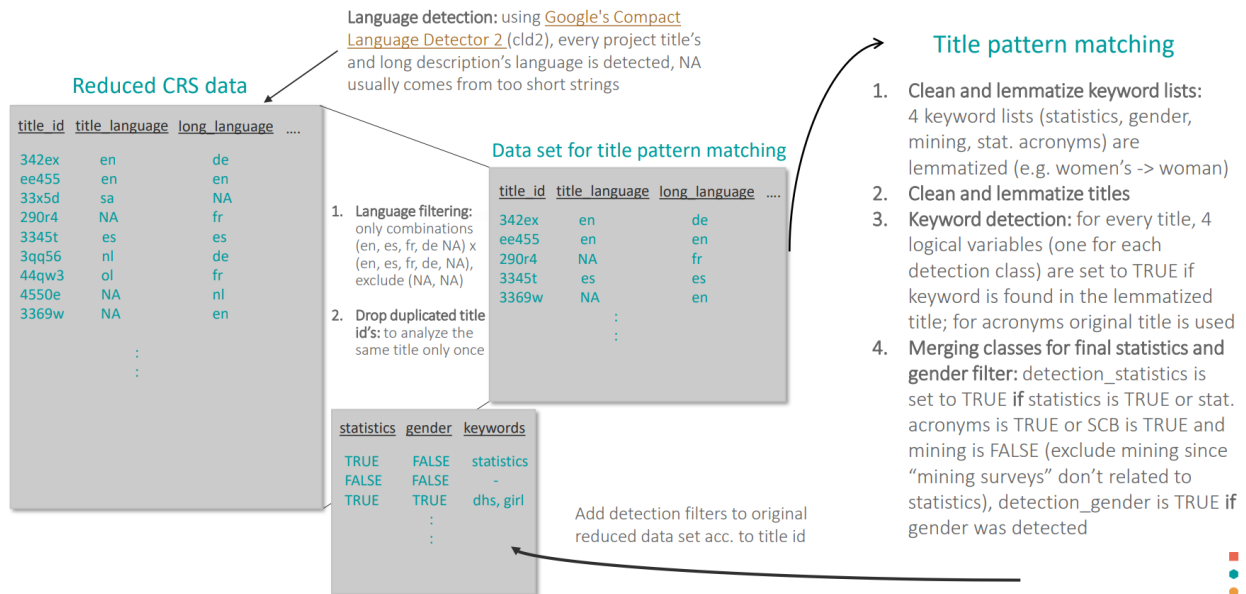 Language detection: using Google's Compact
Language Detector 2 (cld2), every project title's
and long description's language is detected, NA
usually comes from too short strings
Reduced CRS data
title_id title_language long_language ....
342ex en de
ee455 en en
33x5d sa NA
290r4 NA fr
3345t es es
3qq56 nl de
44qw3 ol fr
4550e NA nl
3369w NA en
:
:
1. Language filtering:
only combinations
(en, es, fr, de NA) x
(en, es, fr, de, NA),
exclude (NA, NA)
2. Drop duplicated title
id's: to analyze the
same title only once
Data set for title pattern matching
title_id title_language long_language ....
342ex en de
ee455 en en
290r4 NA fr
3345t es es
3369w NA en
:
:
Title pattern matching
1. Clean and lemmatize keyword lists:
4 keyword lists (statistics, gender,
mining, stat. acronyms) are
lemmatized (e.g. women's -> woman)
2. Clean and lemmatize titles
3. Keyword detection: for every title, 4
logical variables (one for each
detection class) are set to TRUE if
keyword is found in the lemmatized
title; for acronyms original title is used
4. Merging classes for final statistics and
gender filter: detection_statistics is
set to TRUE if statistics is TRUE or stat.
acronyms is TRUE or SCB is TRUE and
mining is FALSE (exclude mining since
"mining surveys" don't related to
statistics), detection_gender is TRUE if
gender was detected
statistics gender keywords
TRUE FALSE statistics
FALSE FALSE -
TRUE TRUE dhs, girl
:
:
Add detection filters to original
reduced data set acc. to title id